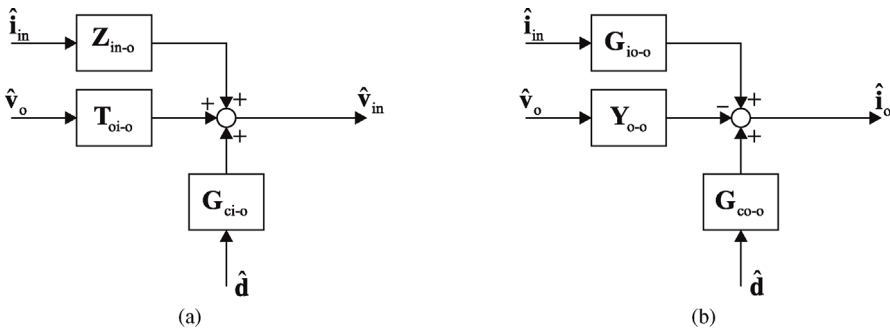 î_in
Z_in-o
+
v̂_o
T_oi-o
+
v̂_in
+
G_ci-o
d̂
(a)
î_in
G_io-o
+
v̂_o
Y_o-o
−
î_o
+
G_co-o
d̂
(b)